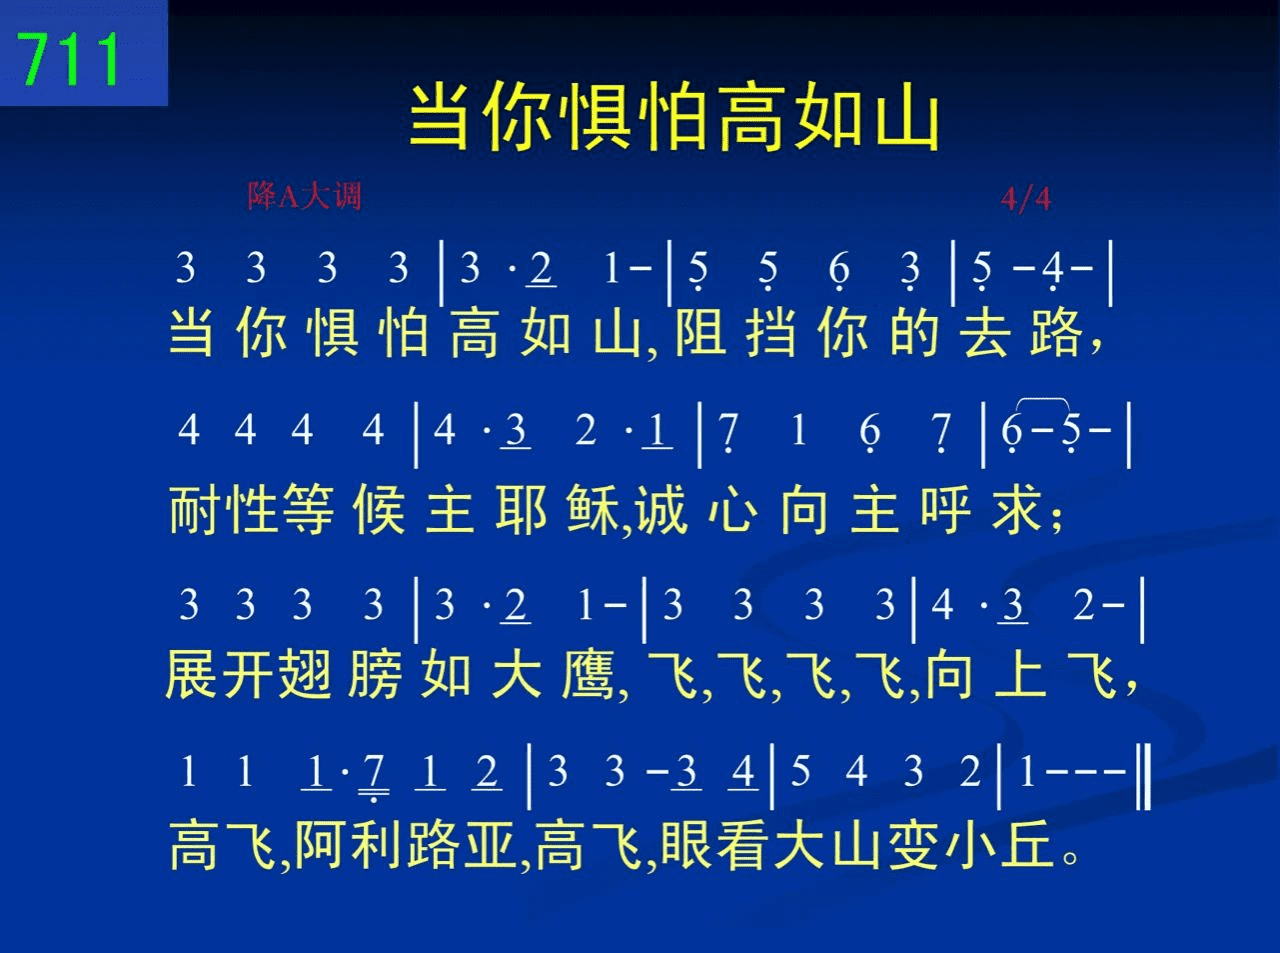 711
当你惧怕高如山
降A大调 4/4
3 3 3 3 | 3 · 2 1 – | 5 5 6 3 | 5 – 4 – |
当你惧怕高如山,阻挡你的去路，
4 4 4 4 | 4 · 3 2 · 1 | 7 1 6 7 | 6 – 5 – |
耐性等候主耶稣,诚心向主呼求；
3 3 3 3 | 3 · 2 1 – | 3 3 3 3 | 4 · 3 2 – |
展开翅膀如大鹰,飞,飞,飞,飞,向上飞，
1 1 1 · 7 1 2 | 3 3 – 3 4 | 5 4 3 2 | 1 – – – ‖
高飞,阿利路亚,高飞,眼看大山变小丘。